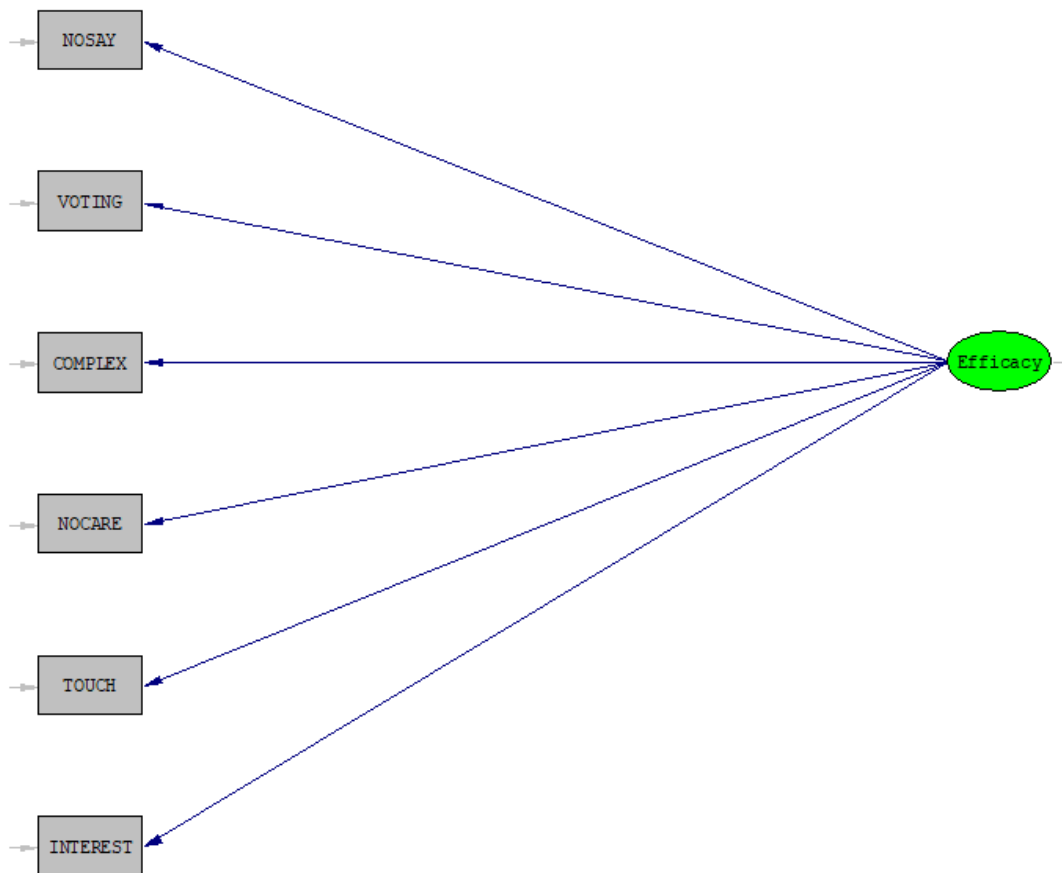 NOSAY
VOTING
COMPLEX
Efficacy
NOCARE
TOUCH
INTEREST